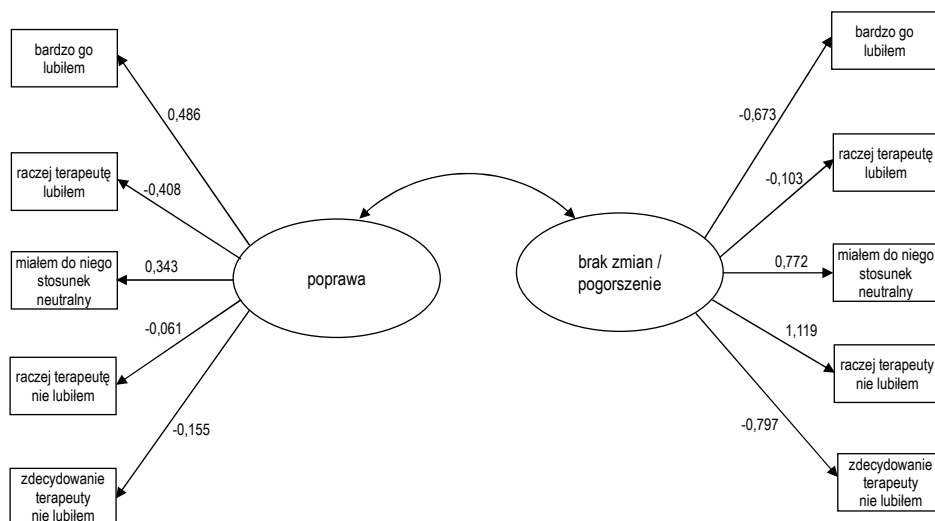 bardzo go
lubiłem
0,486
raczej terapeutę
lubiłem
-0,408
miałem do niego
stosunek
neutralny
0,343
raczej terapeutę
nie lubiłem
-0,061
zdecydowanie
terapeuty
nie lubiłem
-0,155
poprawa
brak zmian /
pogorszenie
bardzo go
lubiłem
-0,673
raczej terapeutę
lubiłem
-0,103
miałem do niego
stosunek
neutralny
0,772
raczej terapeuty
nie lubiłem
1,119
zdecydowanie
terapeuty
nie lubiłem
-0,797